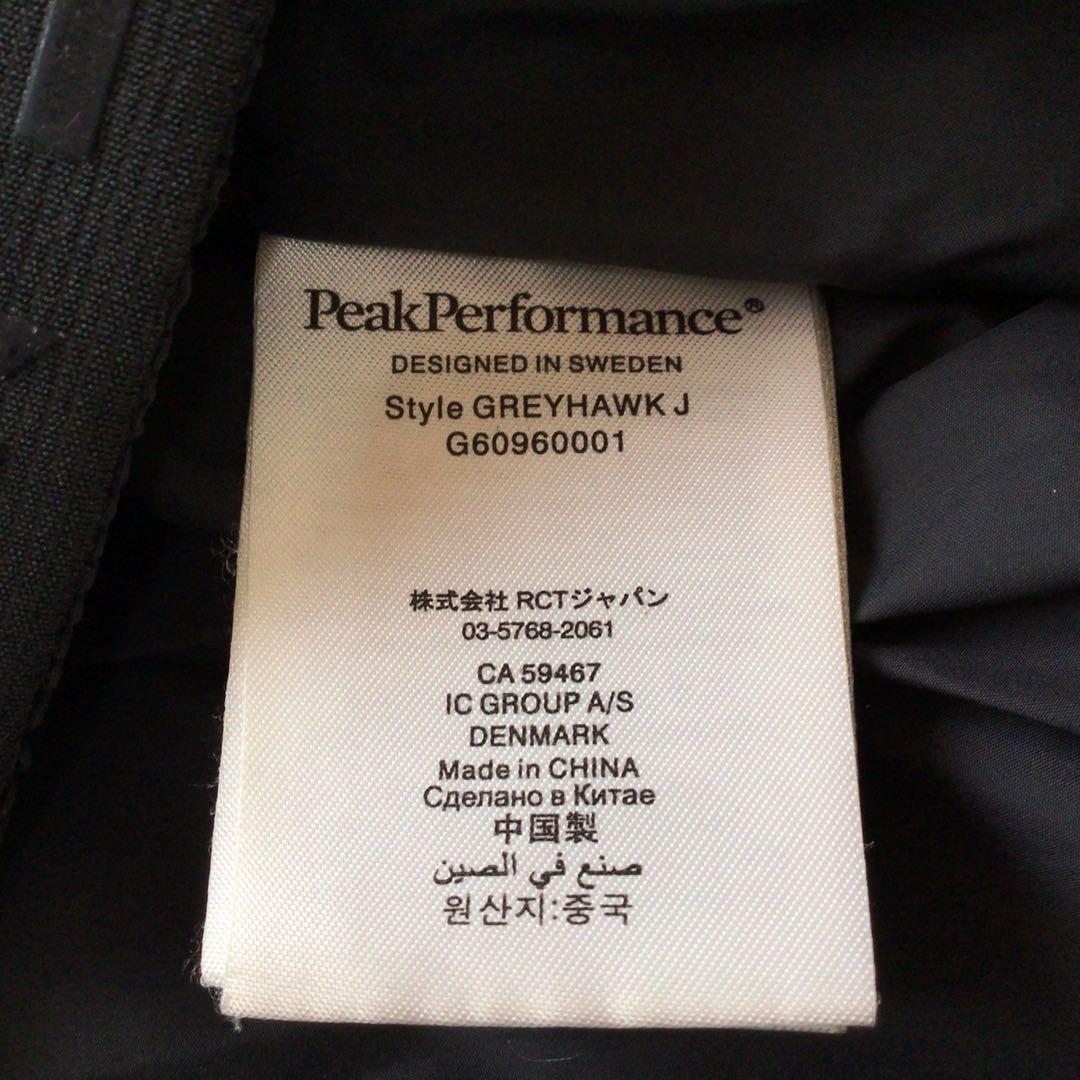 PeakPerformance®
DESIGNED IN SWEDEN
Style GREYHAWK J
G60960001
株式会社 RCTジャパン
03-5768-2061
CA 59467
IC GROUP A/S
DENMARK
Made in CHINA
Сделано в Китае
中国製
صنع في الصين
원산지:중국